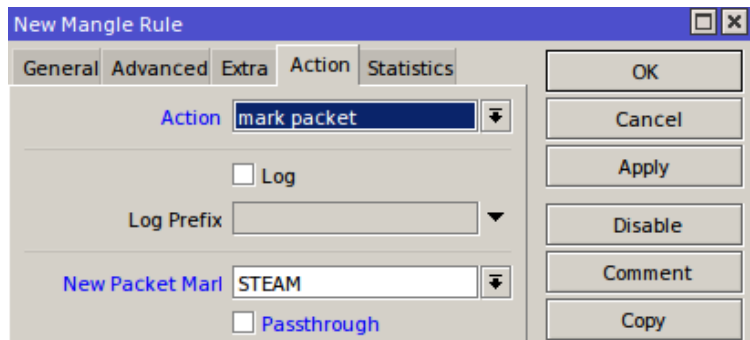 New Mangle Rule
General Advanced Extra Action Statistics
OK
Action mark packet
Cancel
Log
Apply
Log Prefix
Disable
New Packet Marl STEAM
Comment
Passthrough
Copy